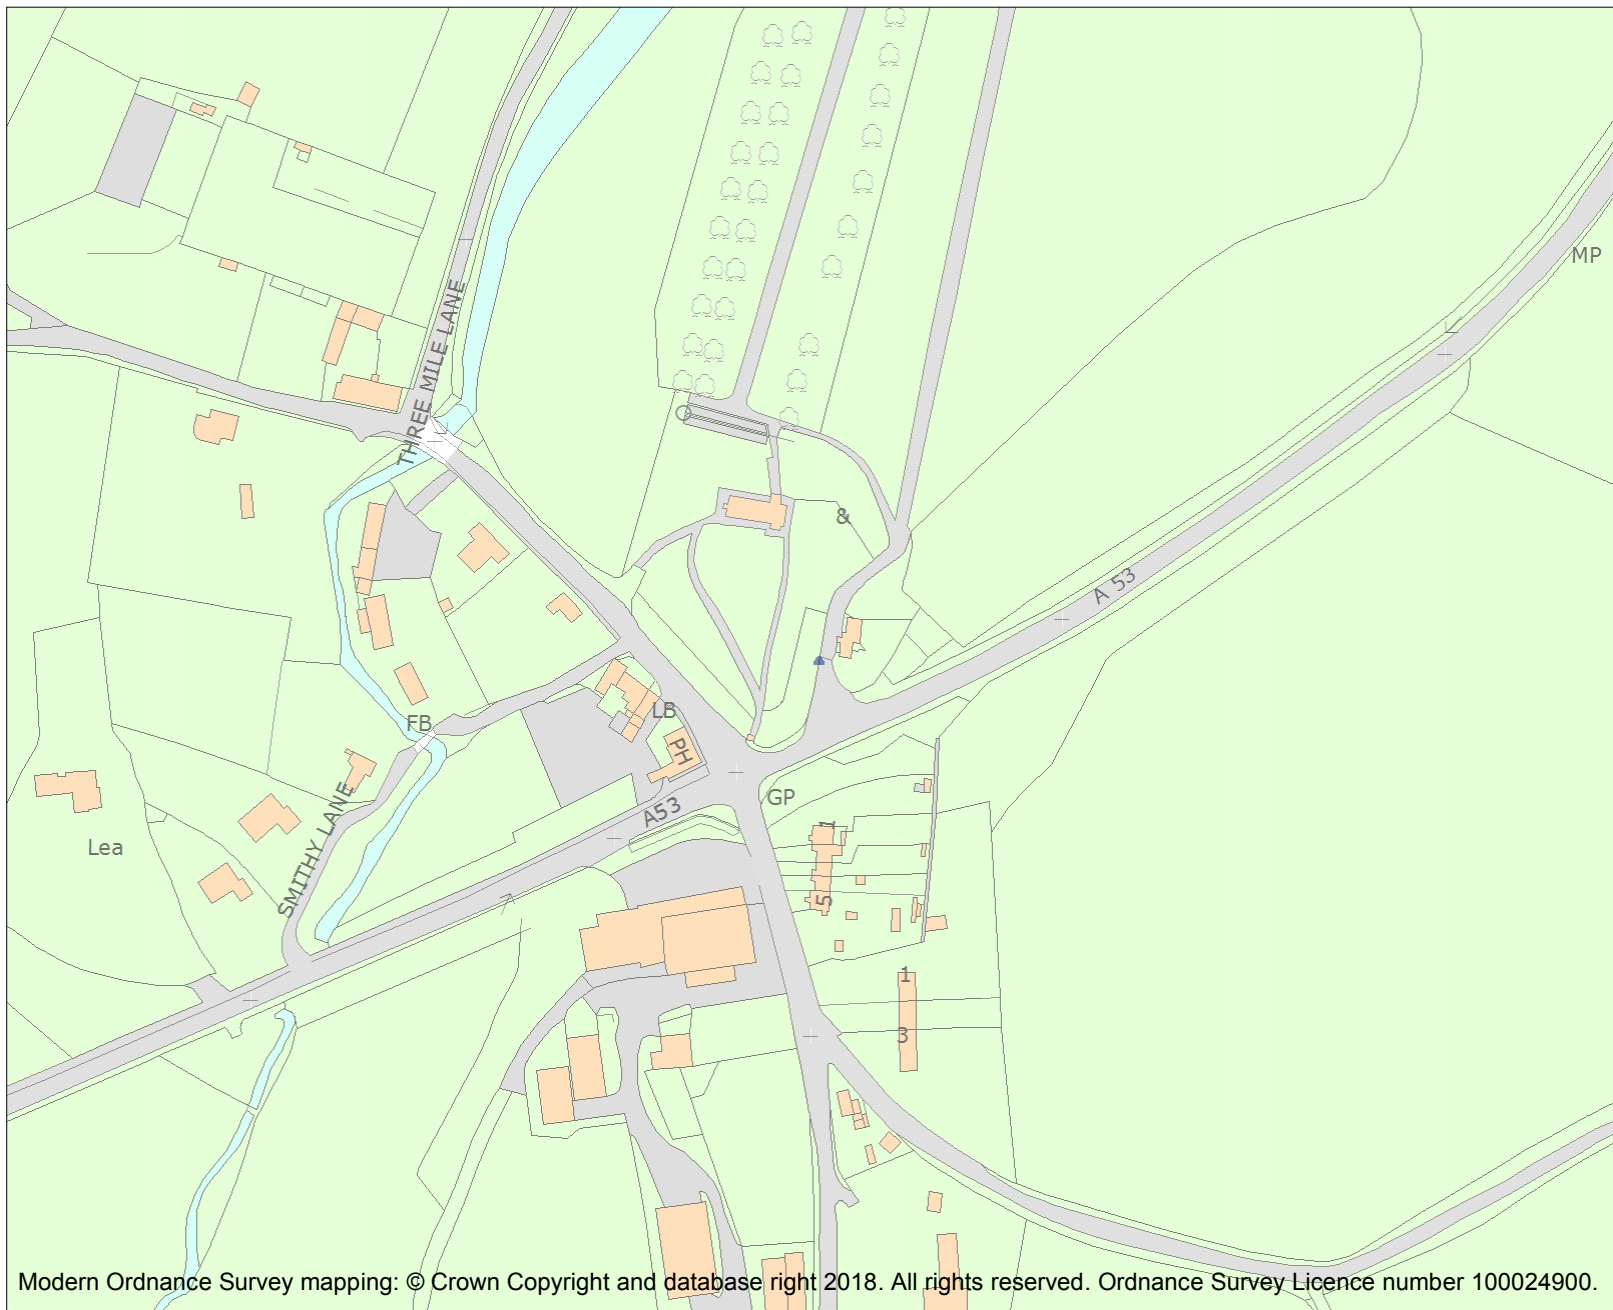 MP
THREE MILE LANE
&
A 53
LB
FB
PH
GP
A53
1
Lea
SMITHY LANE
5
1
3
Modern Ordnance Survey mapping: © Crown Copyright and database right 2018. All rights reserved. Ordnance Survey Licence number 100024900.